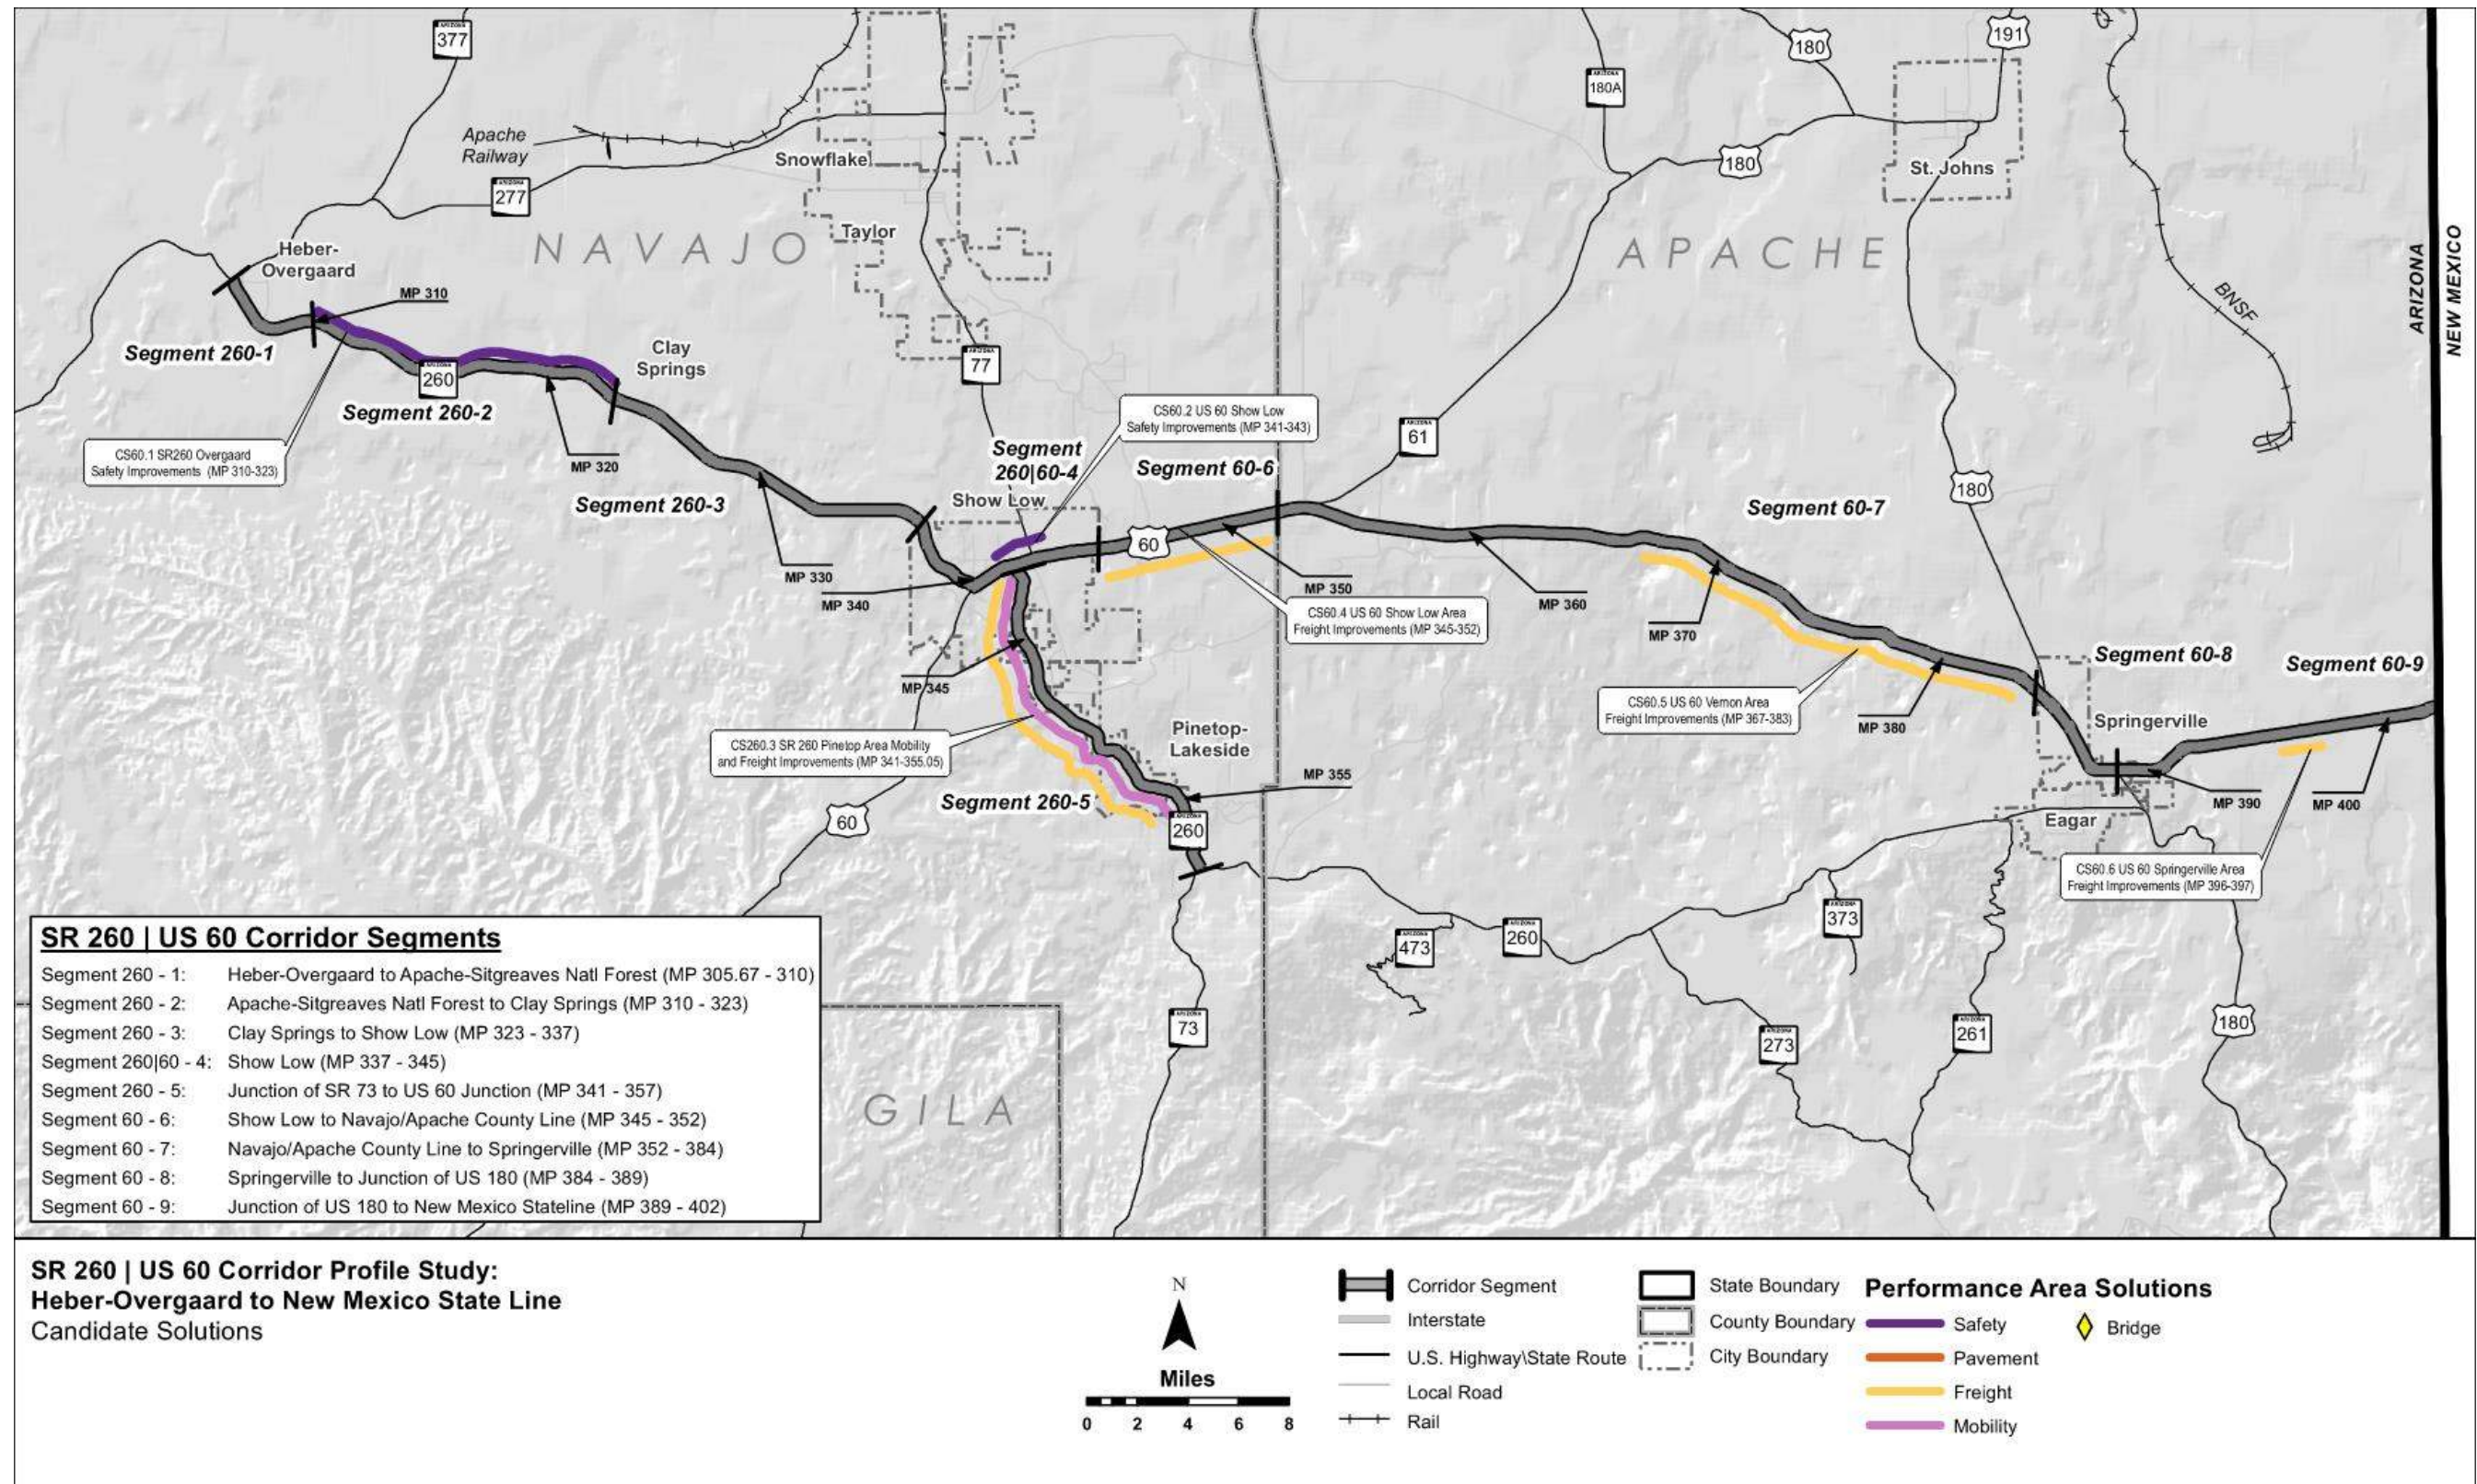 ARIZONA
377
180
191
ARIZONA
180A
Apache
Railway
Snowflake
180
St. Johns
ARIZONA
277
Taylor
Heber-
Overgaard
NAVAJO
APACHE
ARIZONA
NEW MEXICO
BNSF
MP 310
Segment 260-1
Clay
Springs
ARIZONA
77
ARIZONA
260
Segment 260-2
CS60.2 US 60 Show Low
Safety Improvements (MP 341-343)
ARIZONA
61
CS60.1 SR260 Overgaard
Safety Improvements (MP 310-323)
MP 320
Segment
260|60-4
Segment 60-6
180
Segment 260-3
Show Low
Segment 60-7
60
MP 330
MP 340
MP 350
MP 360
CS60.4 US 60 Show Low Area
Freight Improvements (MP 345-352)
MP 370
Segment 60-8
Segment 60-9
MP 345
CS60.5 US 60 Vernon Area
Freight Improvements (MP 367-383)
MP 380
Springerville
Pinetop-
Lakeside
CS260.3 SR 260 Pinetop Area Mobility
and Freight Improvements (MP 341-355.05)
MP 355
Segment 260-5
MP 390
MP 400
60
ARIZONA
260
Eagar
CS60.6 US 60 Springerville Area
Freight Improvements (MP 396-397)
ARIZONA
473
ARIZONA
260
ARIZONA
373
ARIZONA
73
ARIZONA
273
ARIZONA
261
180
GILA
SR 260 | US 60 Corridor Segments
Segment 260 - 1: Heber-Overgaard to Apache-Sitgreaves Natl Forest (MP 305.67 - 310)
Segment 260 - 2: Apache-Sitgreaves Natl Forest to Clay Springs (MP 310 - 323)
Segment 260 - 3: Clay Springs to Show Low (MP 323 - 337)
Segment 260|60 - 4: Show Low (MP 337 - 345)
Segment 260 - 5: Junction of SR 73 to US 60 Junction (MP 341 - 357)
Segment 60 - 6: Show Low to Navajo/Apache County Line (MP 345 - 352)
Segment 60 - 7: Navajo/Apache County Line to Springerville (MP 352 - 384)
Segment 60 - 8: Springerville to Junction of US 180 (MP 384 - 389)
Segment 60 - 9: Junction of US 180 to New Mexico Stateline (MP 389 - 402)
SR 260 | US 60 Corridor Profile Study:
Heber-Overgaard to New Mexico State Line
Candidate Solutions
N
Miles
0 2 4 6 8
Corridor Segment
Interstate
U.S. Highway\State Route
Local Road
Rail
State Boundary
County Boundary
City Boundary
Performance Area Solutions
Safety
Pavement
Freight
Mobility
Bridge